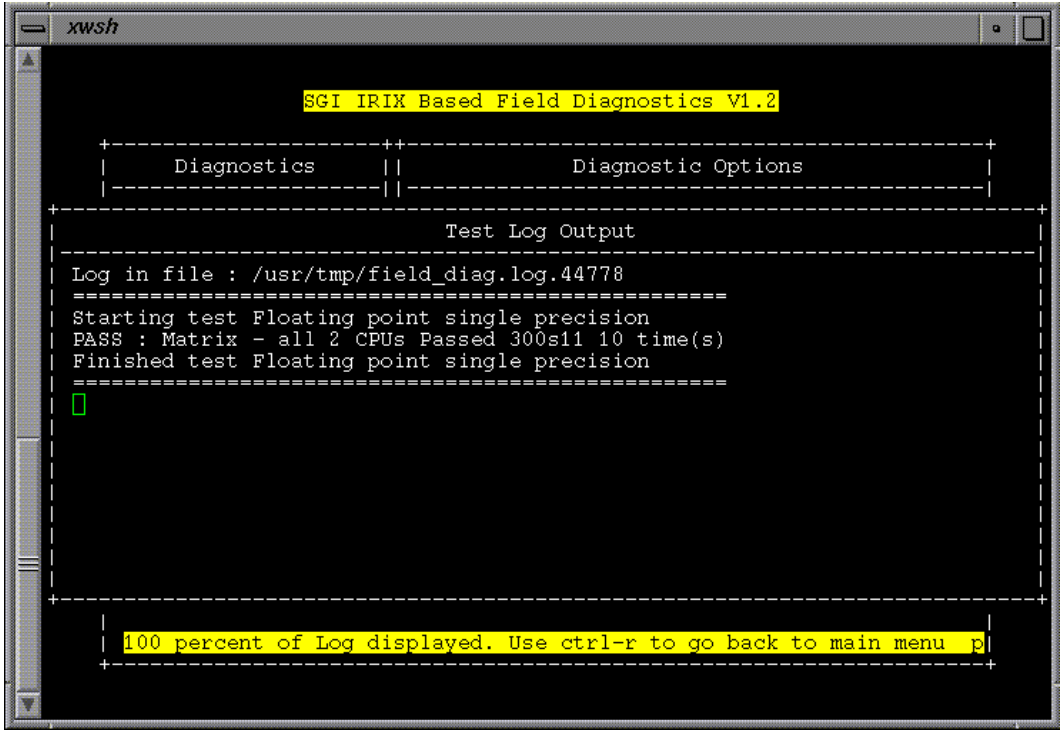 xwsh
SGI IRIX Based Field Diagnostics V1.2
Diagnostics || Diagnostic Options
Test Log Output
Log in file : /usr/tmp/field_diag.log.44778
===================================================
Starting test Floating point single precision
PASS : Matrix - all 2 CPUs Passed 300s11 10 time(s)
Finished test Floating point single precision
===================================================
100 percent of Log displayed. Use ctrl-r to go back to main menu  p